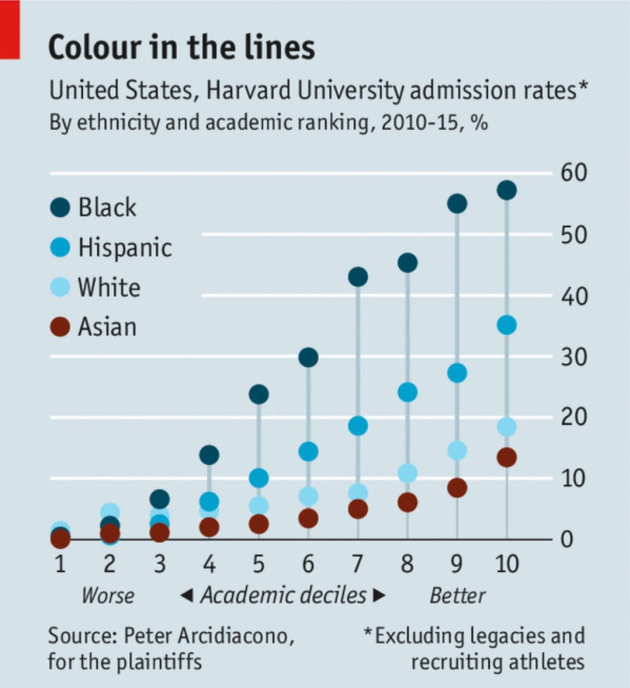 Colour in the lines
United States, Harvard University admission rates*
By ethnicity and academic ranking, 2010-15, %
60
Black
50
Hispanic
White
40
Asian
30
20
10
0
1 2 3 4 5 6 7 8 9 10
Worse ◄ Academic deciles ► Better
Source: Peter Arcidiacono,
for the plaintiffs
*Excluding legacies and
recruiting athletes